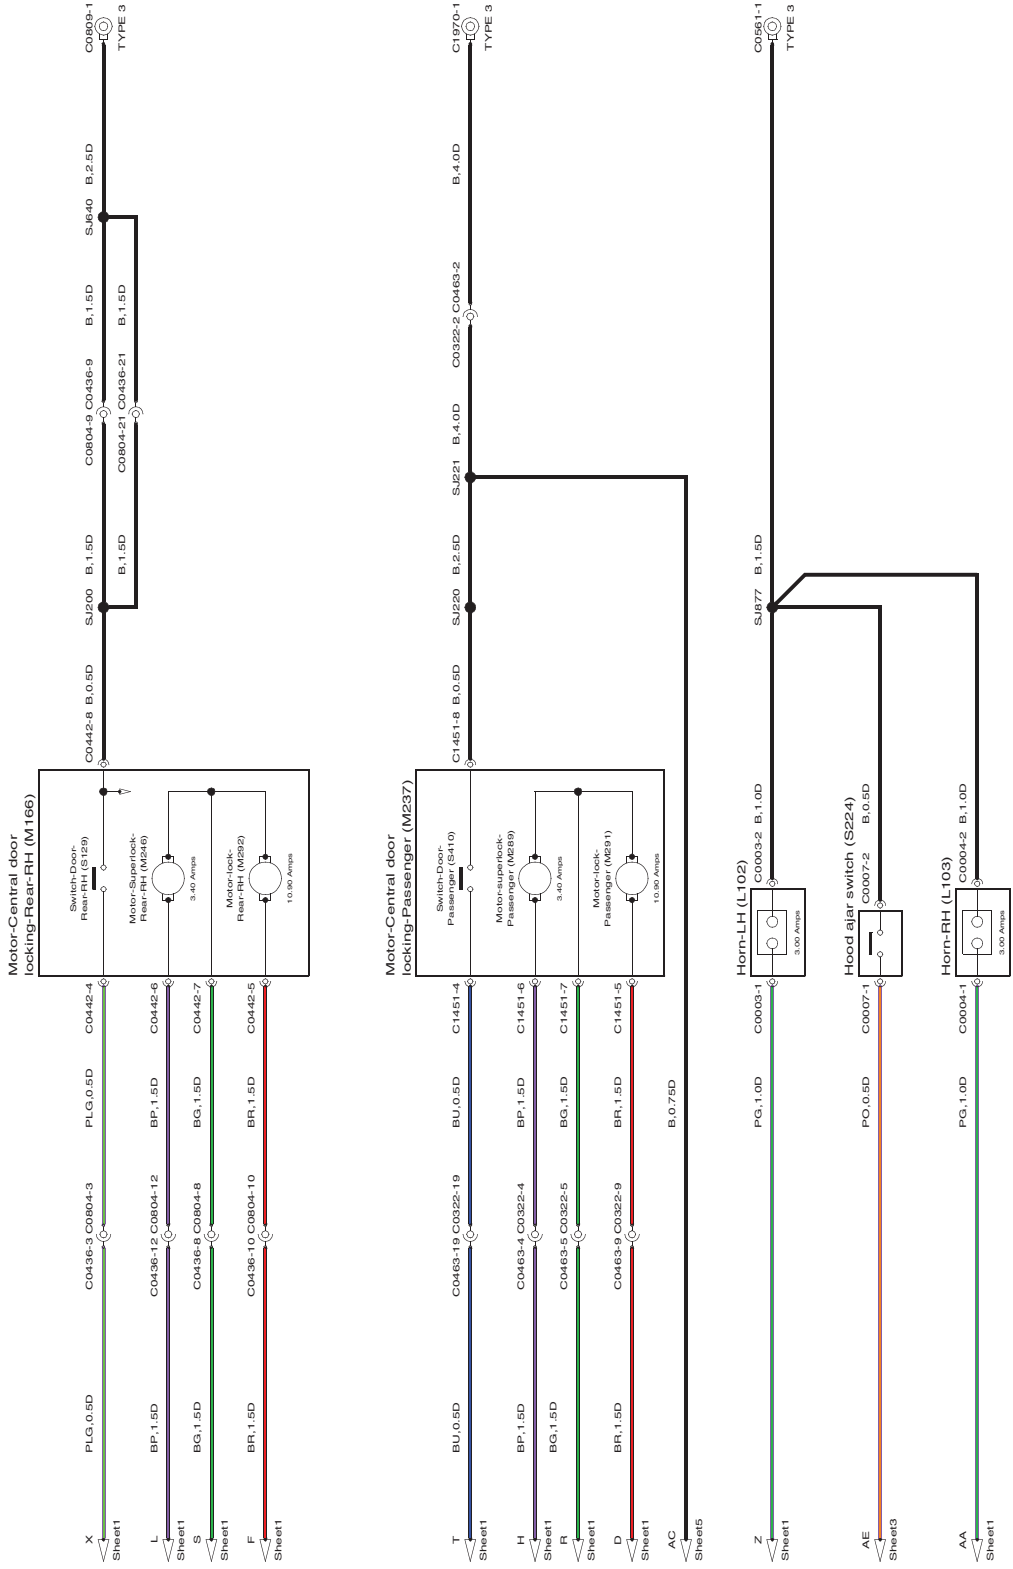 C0809-1
TYPE 3
B,2.5D
SJ640
B,1.5D
B,1.5D
C0804-9 C0436-9
C0804-21 C0436-21
B,1.5D
B,1.5D
SJ200
C0442-8 B,0.5D
Motor-Central door
locking-Rear-RH (M166)
Switch-Door-
Rear-RH (S129)
Motor-Superlock-
Rear-RH (M246)
3.40 Amps
Motor-lock-
Rear-RH (M292)
10.90 Amps
C0442-4
C0442-6
C0442-7
C0442-5
PLG,0.5D
BP,1.5D
BG,1.5D
BR,1.5D
C0436-3 C0804-3
C0436-12 C0804-12
C0436-8 C0804-8
C0436-10 C0804-10
PLG,0.5D
BP,1.5D
BG,1.5D
BR,1.5D
X
Sheet1
L
Sheet1
S
Sheet1
F
Sheet1
C1970-1
TYPE 3
B,4.0D
C0322-2 C0463-2
B,4.0D
SJ221
B,2.5D
SJ220
C1451-8 B,0.5D
Motor-Central door
locking-Passenger (M237)
Switch-Door-
Passenger (S410)
Motor-superlock-
Passenger (M289)
3.40 Amps
Motor-lock-
Passenger (M291)
10.90 Amps
C1451-4
C1451-6
C1451-7
C1451-5
BU,0.5D
BP,1.5D
BG,1.5D
BR,1.5D
B,0.75D
C0463-19 C0322-19
C0463-4 C0322-4
C0463-5 C0322-5
C0463-9 C0322-9
BU,0.5D
BP,1.5D
BG,1.5D
BR,1.5D
T
Sheet1
H
Sheet1
R
Sheet1
D
Sheet1
AC
Sheet5
C0561-1
TYPE 3
B,1.5D
SJ877
C0003-2 B,1.0D
C0007-2 B,0.5D
C0004-2 B,1.0D
Horn-LH (L102)
3.00 Amps
Hood ajar switch (S224)
Horn-RH (L103)
3.00 Amps
C0003-1
C0007-1
C0004-1
PG,1.0D
PO,0.5D
PG,1.0D
Z
Sheet1
AE
Sheet3
AA
Sheet1